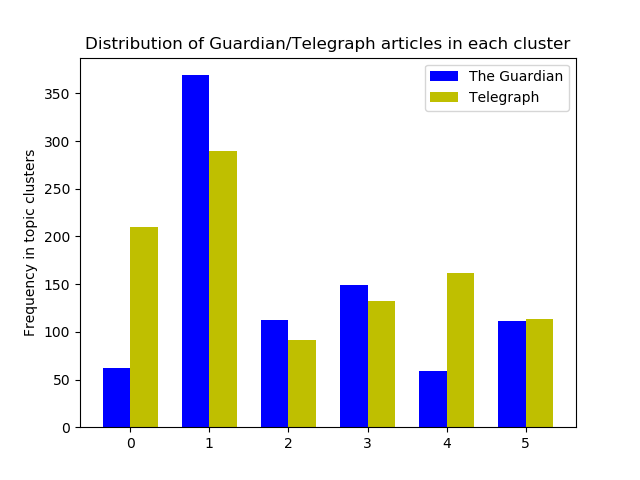 Distribution of Guardian/Telegraph articles in each cluster
The Guardian
Telegraph
Frequency in topic clusters
350
300
250
200
150
100
50
0
0 1 2 3 4 5